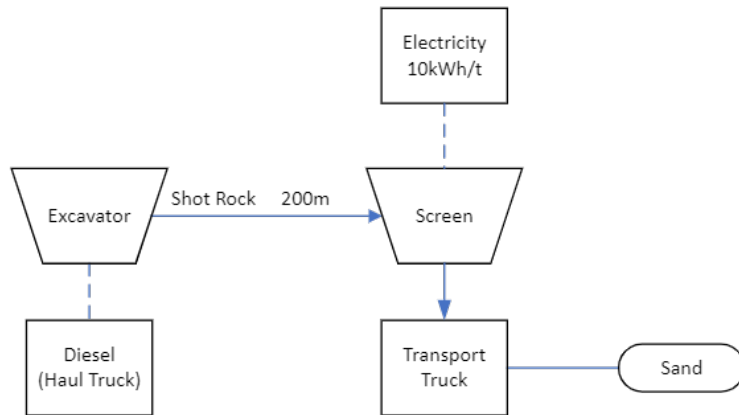 Electricity
10kWh/t
Excavator
Shot Rock 200m
Screen
Diesel
(Haul Truck)
Transport
Truck
Sand